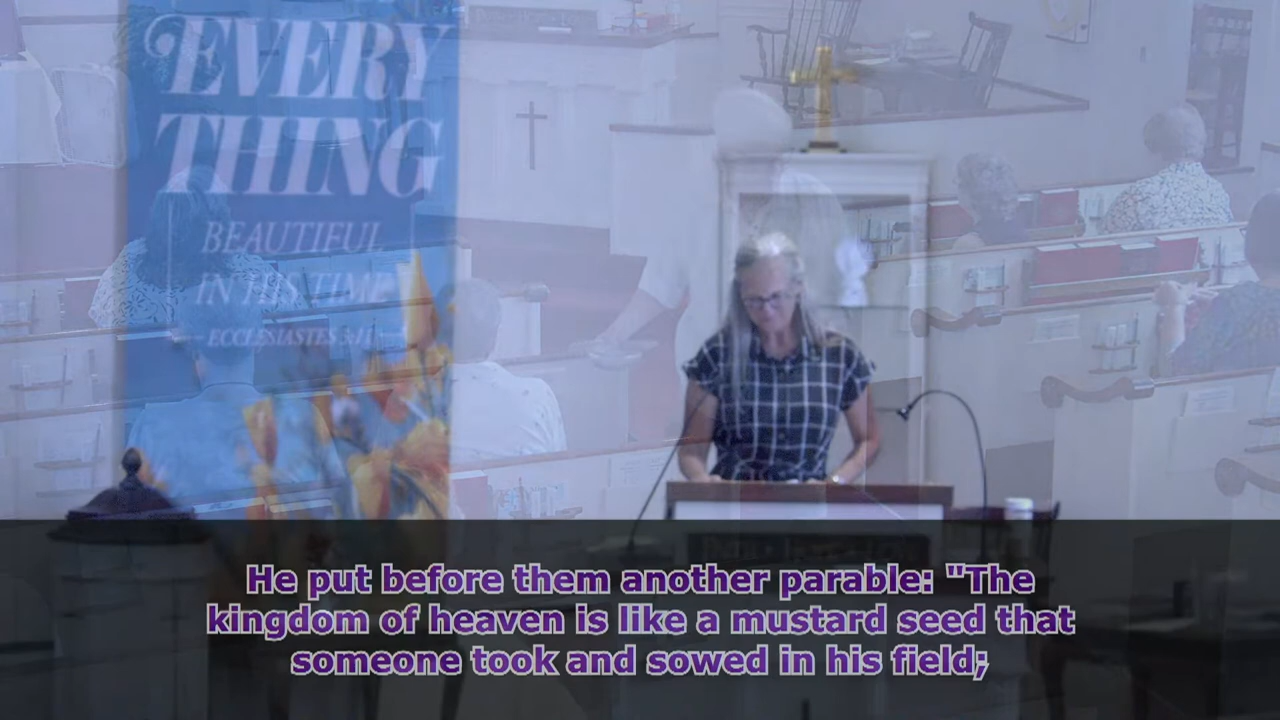 EVERY
THING
BEAUTIFUL
IN HIS TIME
ECCLESIASTES 3:11
He put before them another parable: "The
kingdom of heaven is like a mustard seed that
someone took and sowed in his field;